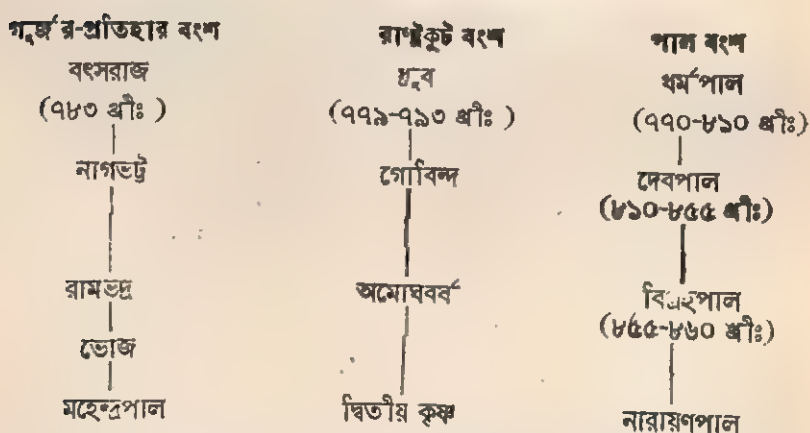 গুর্জর-প্রতিহার বংশ
বৎসরাজ
(৭৮৩ খ্রীঃ )
নাগভট্ট
রামভদ্র
ভোজ
মহেন্দ্রপাল
রাষ্ট্রকূট বংশ
ধ্রুব
(৭৭৯-৭৯৩ খ্রীঃ )
গোবিন্দ
অমোঘবর্ষ
দ্বিতীয় কৃষ্ণ
পাল বংশ
ধর্মপাল
(৭৭০-৮১০ খ্রীঃ)
দেবপাল
(৮১০-৮৫৫ খ্রীঃ)
বিগ্রহপাল
(৮৫৫-৮৬০ খ্রীঃ)
নারায়ণপাল